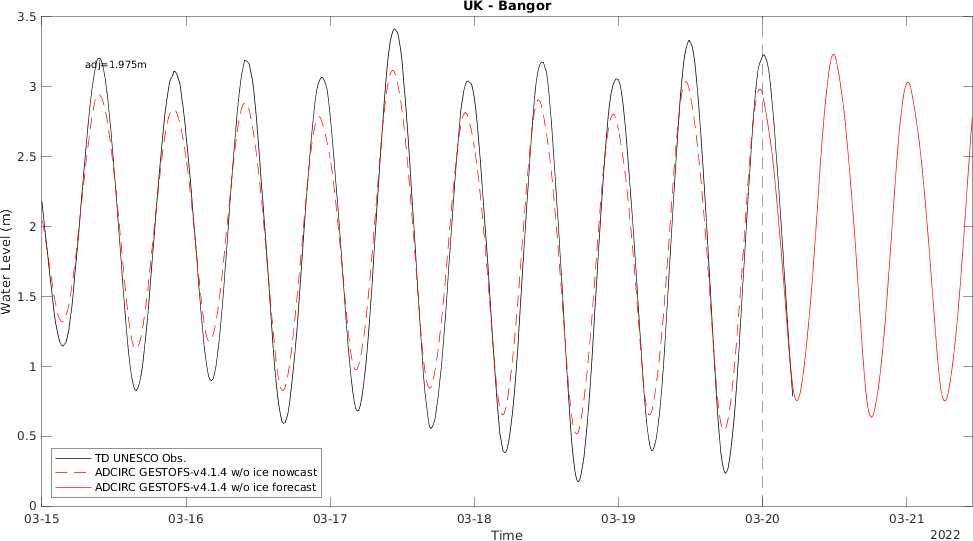 UK - Bangor
adj=1.975m
Water Level (m)
3.5
3
2.5
2
1.5
1
0.5
0
TD UNESCO Obs.
ADCIRC GESTOFS-v4.1.4 w/o ice nowcast
ADCIRC GESTOFS-v4.1.4 w/o ice forecast
03-15 03-16 03-17 03-18 03-19 03-20 03-21
Time
2022